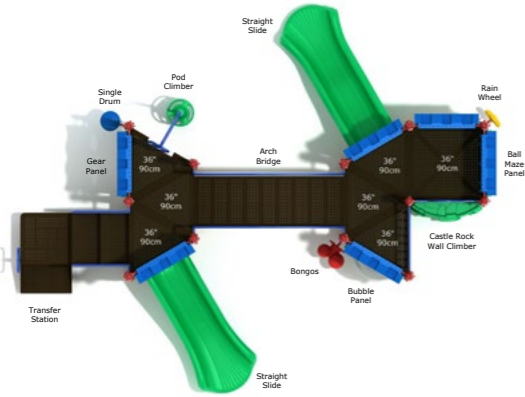 Straight
Slide
Pod
Climber
Single
Drum
Rain
Wheel
Arch
Bridge
Gear
Panel
Ball
Maze
Panel
36"
90cm
36"
90cm
36"
90cm
36"
90cm
36"
90cm
36"
90cm
36"
90cm
Castle Rock
Wall Climber
Bongos
Bubble
Panel
Transfer
Station
Straight
Slide